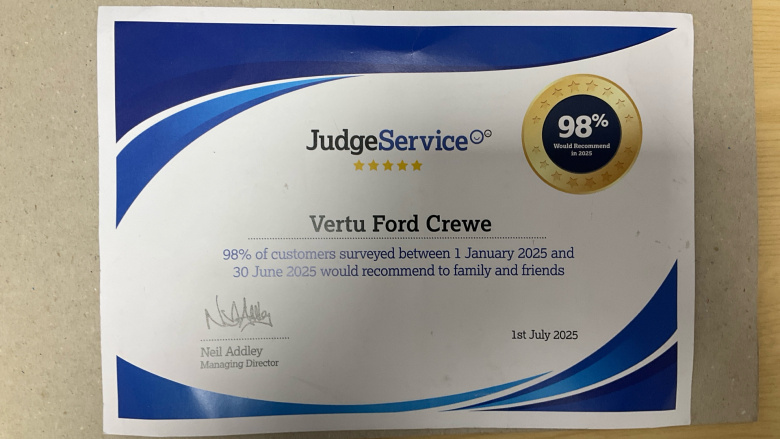 JudgeService
98%
Would Recommend
in 2025
Vertu Ford Crewe
98% of customers surveyed between 1 January 2025 and
30 June 2025 would recommend to family and friends
Neil Addley
Managing Director
1st July 2025